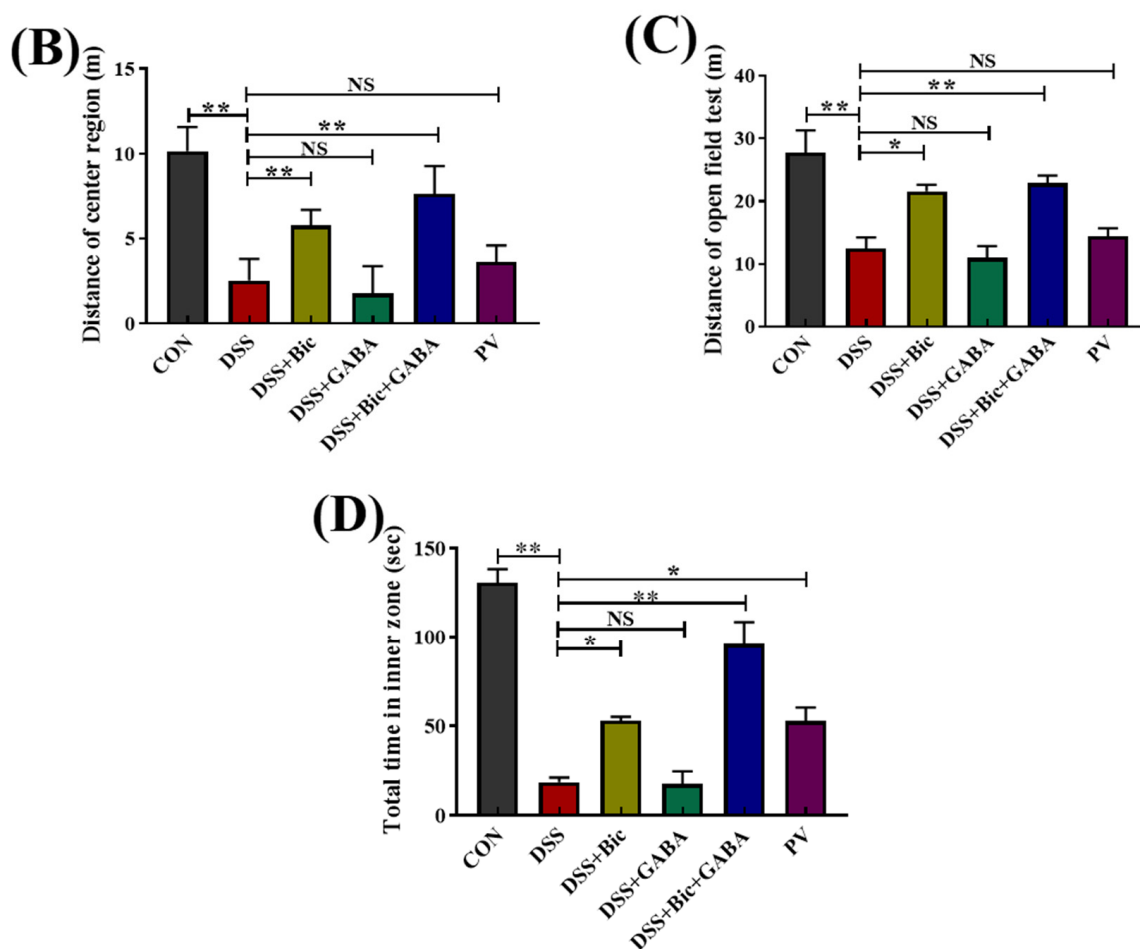 (B)
Distance of center region (m)
15
10
5
0
NS
**
**
NS
**
CON
DSS
DSS+Bic
DSS+GABA
DSS+Bic+GABA
PV
(C)
Distance of open field test (m)
40
30
20
10
0
NS
**
**
NS
*
CON
DSS
DSS+Bic
DSS+GABA
DSS+Bic+GABA
PV
(D)
Total time in inner zone (sec)
150
100
50
0
**
*
**
NS
*
CON
DSS
DSS+Bic
DSS+GABA
DSS+Bic+GABA
PV